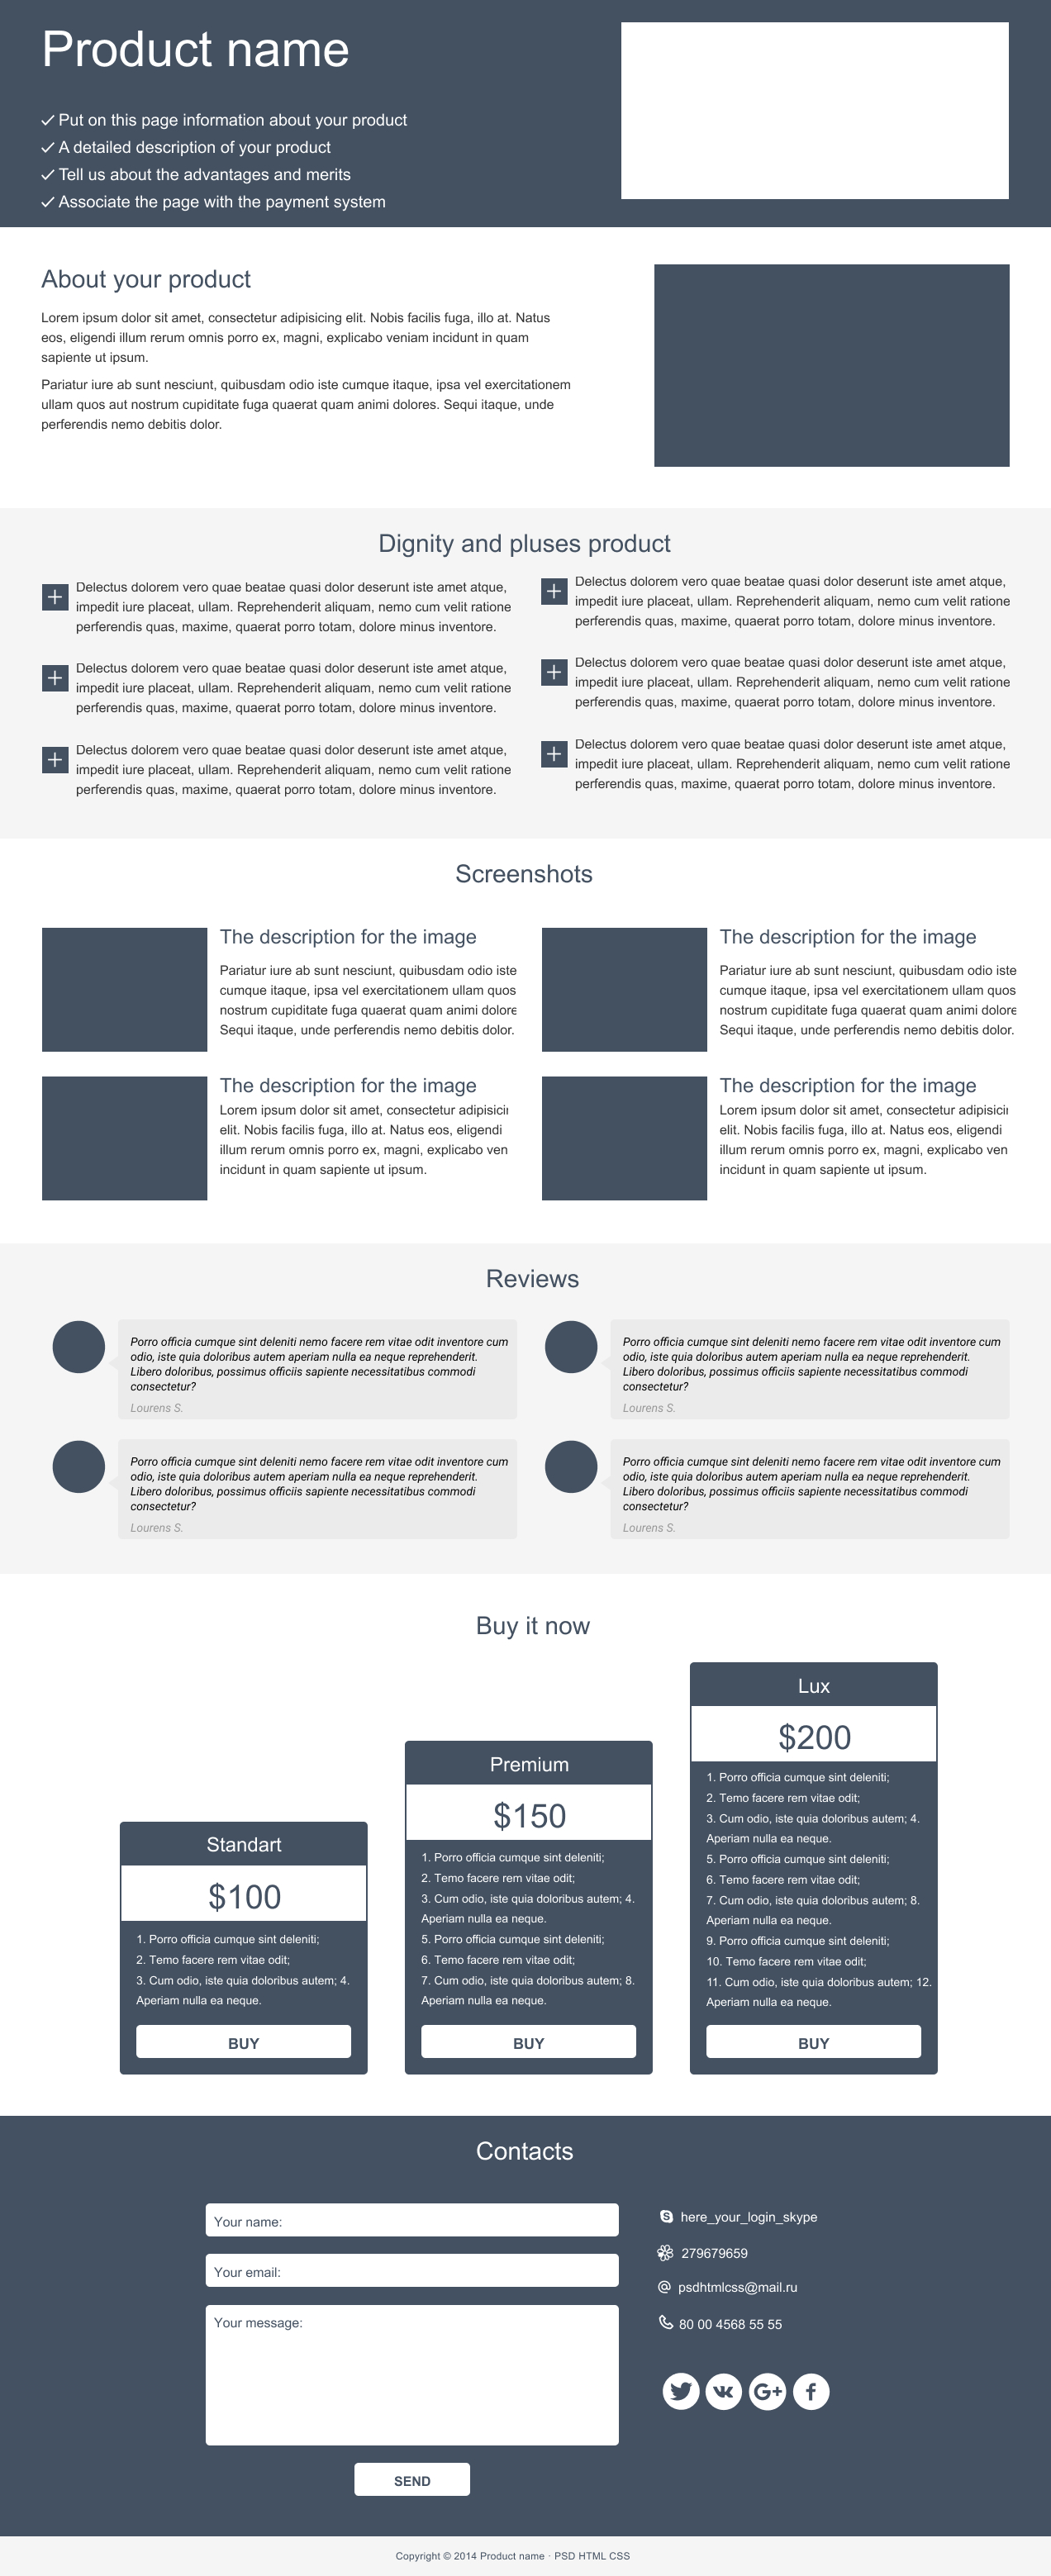 Product name
Put on this page information about your product
A detailed description of your product
Tell us about the advantages and merits
Associate the page with the payment system
About your product
Lorem ipsum dolor sit amet, consectetur adipisicing elit. Nobis facilis fuga, illo at. Natus
eos, eligendi illum rerum omnis porro ex, magni, explicabo veniam incidunt in quam
sapiente ut ipsum.
Pariatur iure ab sunt nesciunt, quibusdam odio iste cumque itaque, ipsa vel exercitationem
ullam quos aut nostrum cupiditate fuga quaerat quam animi dolores. Sequi itaque, unde
perferendis nemo debitis dolor.
Dignity and pluses product
Delectus dolorem vero quae beatae quasi dolor deserunt iste amet atque,
impedit iure placeat, ullam. Reprehenderit aliquam, nemo cum velit ratione
perferendis quas, maxime, quaerat porro totam, dolore minus inventore.
Delectus dolorem vero quae beatae quasi dolor deserunt iste amet atque,
impedit iure placeat, ullam. Reprehenderit aliquam, nemo cum velit ratione
perferendis quas, maxime, quaerat porro totam, dolore minus inventore.
Delectus dolorem vero quae beatae quasi dolor deserunt iste amet atque,
impedit iure placeat, ullam. Reprehenderit aliquam, nemo cum velit ratione
perferendis quas, maxime, quaerat porro totam, dolore minus inventore.
Delectus dolorem vero quae beatae quasi dolor deserunt iste amet atque,
impedit iure placeat, ullam. Reprehenderit aliquam, nemo cum velit ratione
perferendis quas, maxime, quaerat porro totam, dolore minus inventore.
Delectus dolorem vero quae beatae quasi dolor deserunt iste amet atque,
impedit iure placeat, ullam. Reprehenderit aliquam, nemo cum velit ratione
perferendis quas, maxime, quaerat porro totam, dolore minus inventore.
Delectus dolorem vero quae beatae quasi dolor deserunt iste amet atque,
impedit iure placeat, ullam. Reprehenderit aliquam, nemo cum velit ratione
perferendis quas, maxime, quaerat porro totam, dolore minus inventore.
Screenshots
The description for the image
Pariatur iure ab sunt nesciunt, quibusdam odio iste
cumque itaque, ipsa vel exercitationem ullam quos
nostrum cupiditate fuga quaerat quam animi dolore
Sequi itaque, unde perferendis nemo debitis dolor.
The description for the image
Pariatur iure ab sunt nesciunt, quibusdam odio iste
cumque itaque, ipsa vel exercitationem ullam quos
nostrum cupiditate fuga quaerat quam animi dolore
Sequi itaque, unde perferendis nemo debitis dolor.
The description for the image
Lorem ipsum dolor sit amet, consectetur adipisici
elit. Nobis facilis fuga, illo at. Natus eos, eligendi
illum rerum omnis porro ex, magni, explicabo ven
incidunt in quam sapiente ut ipsum.
The description for the image
Lorem ipsum dolor sit amet, consectetur adipisici
elit. Nobis facilis fuga, illo at. Natus eos, eligendi
illum rerum omnis porro ex, magni, explicabo ven
incidunt in quam sapiente ut ipsum.
Reviews
Porro officia cumque sint deleniti nemo facere rem vitae odit inventore cum
odio, iste quia doloribus autem aperiam nulla ea neque reprehenderit.
Libero doloribus, possimus officiis sapiente necessitatibus commodi
consectetur?
Lourens S.
Porro officia cumque sint deleniti nemo facere rem vitae odit inventore cum
odio, iste quia doloribus autem aperiam nulla ea neque reprehenderit.
Libero doloribus, possimus officiis sapiente necessitatibus commodi
consectetur?
Lourens S.
Porro officia cumque sint deleniti nemo facere rem vitae odit inventore cum
odio, iste quia doloribus autem aperiam nulla ea neque reprehenderit.
Libero doloribus, possimus officiis sapiente necessitatibus commodi
consectetur?
Lourens S.
Porro officia cumque sint deleniti nemo facere rem vitae odit inventore cum
odio, iste quia doloribus autem aperiam nulla ea neque reprehenderit.
Libero doloribus, possimus officiis sapiente necessitatibus commodi
consectetur?
Lourens S.
Buy it now
Standart
$100
1. Porro officia cumque sint deleniti;
2. Temo facere rem vitae odit;
3. Cum odio, iste quia doloribus autem; 4.
Aperiam nulla ea neque.
BUY
Premium
$150
1. Porro officia cumque sint deleniti;
2. Temo facere rem vitae odit;
3. Cum odio, iste quia doloribus autem; 4.
Aperiam nulla ea neque.
5. Porro officia cumque sint deleniti;
6. Temo facere rem vitae odit;
7. Cum odio, iste quia doloribus autem; 8.
Aperiam nulla ea neque.
BUY
Lux
$200
1. Porro officia cumque sint deleniti;
2. Temo facere rem vitae odit;
3. Cum odio, iste quia doloribus autem; 4.
Aperiam nulla ea neque.
5. Porro officia cumque sint deleniti;
6. Temo facere rem vitae odit;
7. Cum odio, iste quia doloribus autem; 8.
Aperiam nulla ea neque.
9. Porro officia cumque sint deleniti;
10. Temo facere rem vitae odit;
11. Cum odio, iste quia doloribus autem; 12.
Aperiam nulla ea neque.
BUY
Contacts
Your name:
Your email:
Your message:
SEND
here_your_login_skype
279679659
psdhtmlcss@mail.ru
80 00 4568 55 55
Copyright © 2014 Product name · PSD HTML CSS